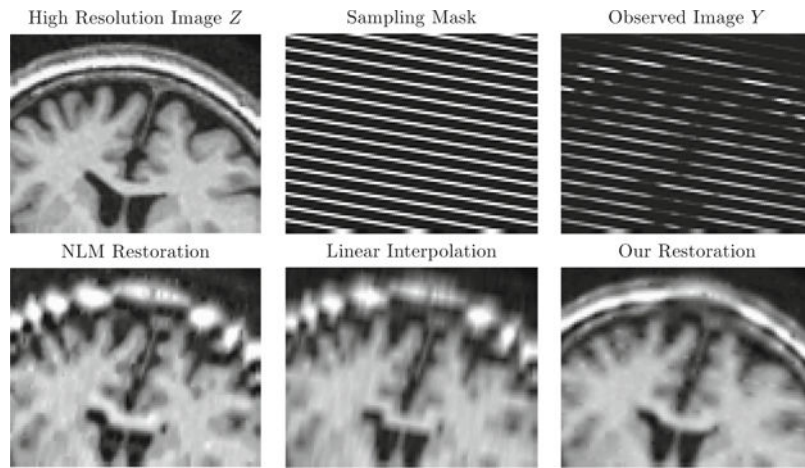 High Resolution Image Z
Sampling Mask
Observed Image Y
NLM Restoration
Linear Interpolation
Our Restoration